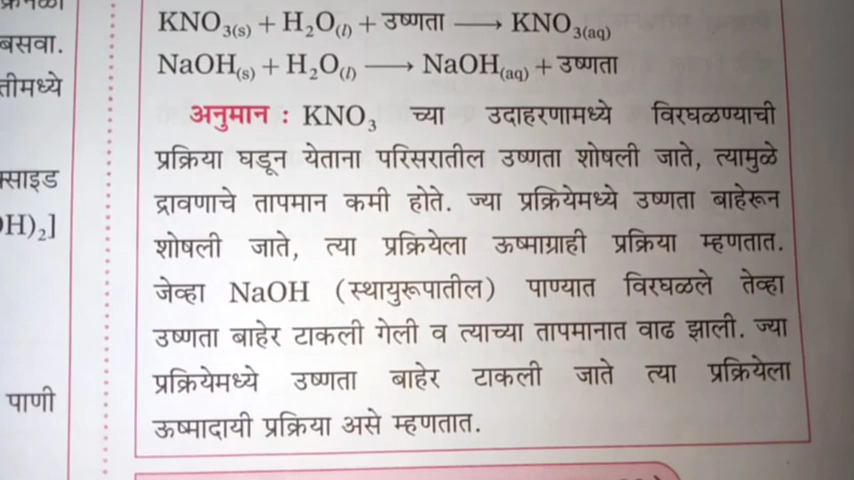 बसवा.
तीमध्ये
H)₂]
पाणी
KNO₃₍ₛ₎ + H₂O₍ₗ₎ + उष्णता ⟶ KNO₃(aq)
NaOH₍ₛ₎ + H₂O₍ₗ₎ ⟶ NaOH(aq) + उष्णता
अनुमान : KNO₃ च्या उदाहरणामध्ये विरघळण्याची
प्रक्रिया घडून येताना परिसरातील उष्णता शोषली जाते, त्यामुळे
द्रावणाचे तापमान कमी होते. ज्या प्रक्रियेमध्ये उष्णता बाहेरून
शोषली जाते, त्या प्रक्रियेला ऊष्माग्राही प्रक्रिया म्हणतात.
जेव्हा NaOH (स्थायुरूपातील) पाण्यात विरघळले तेव्हा
उष्णता बाहेर टाकली गेली व त्याच्या तापमानात वाढ झाली. ज्या
प्रक्रियेमध्ये उष्णता बाहेर टाकली जाते त्या प्रक्रियेला
ऊष्मादायी प्रक्रिया असे म्हणतात.